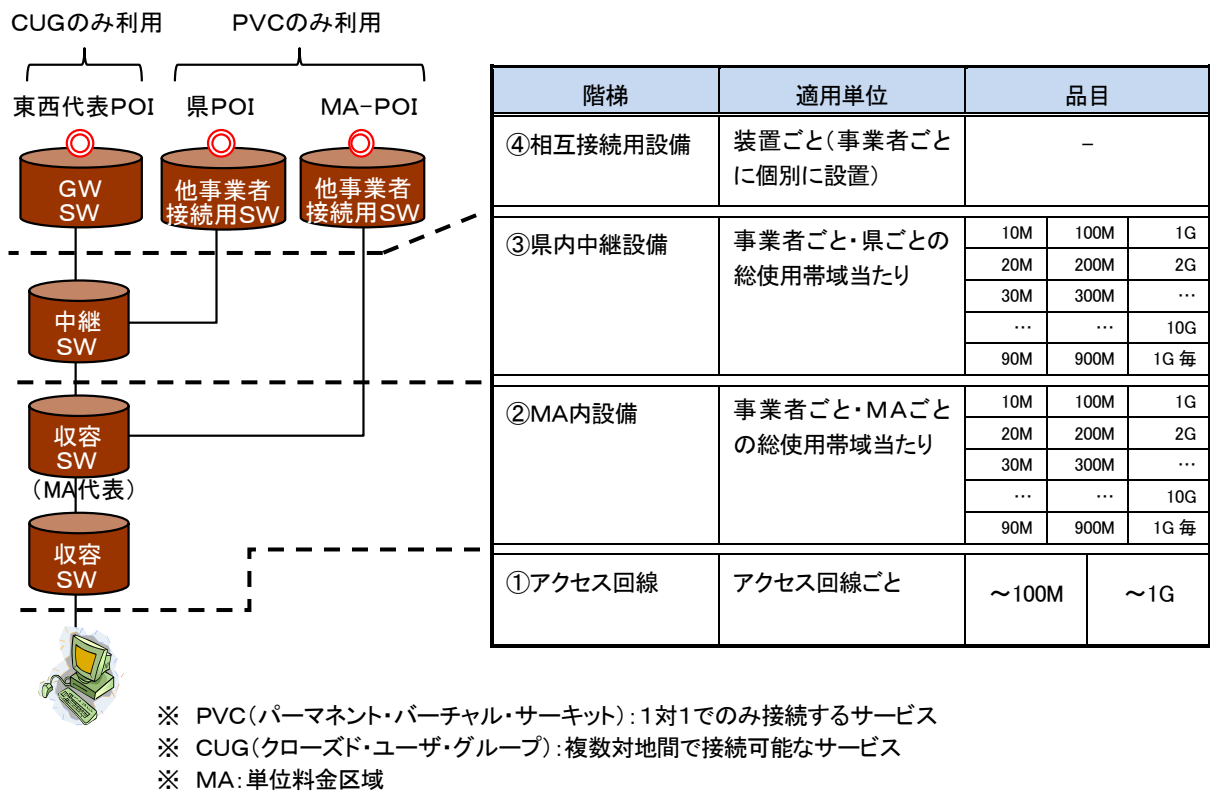 CUGのみ利用
PVCのみ利用
東西代表POI
県POI
MA-POI
GW
SW
他事業者
接続用SW
他事業者
接続用SW
中継
SW
収容
SW
(MA代表)
収容
SW
階梯 適用単位 品目
④相互接続用設備 装置ごと(事業者ごと -
に個別に設置)
③県内中継設備 事業者ごと・県ごとの
総使用帯域当たり
10M 100M 1G
20M 200M 2G
30M 300M …
… … 10G
90M 900M 1G 毎
②MA内設備 事業者ごと・MAごと
の総使用帯域当たり
10M 100M 1G
20M 200M 2G
30M 300M …
… … 10G
90M 900M 1G 毎
①アクセス回線 アクセス回線ごと ~100M ~1G
※ PVC(パーマネント・バーチャル・サーキット):1対1でのみ接続するサービス
※ CUG(クローズド・ユーザ・グループ):複数対地間で接続可能なサービス
※ MA:単位料金区域